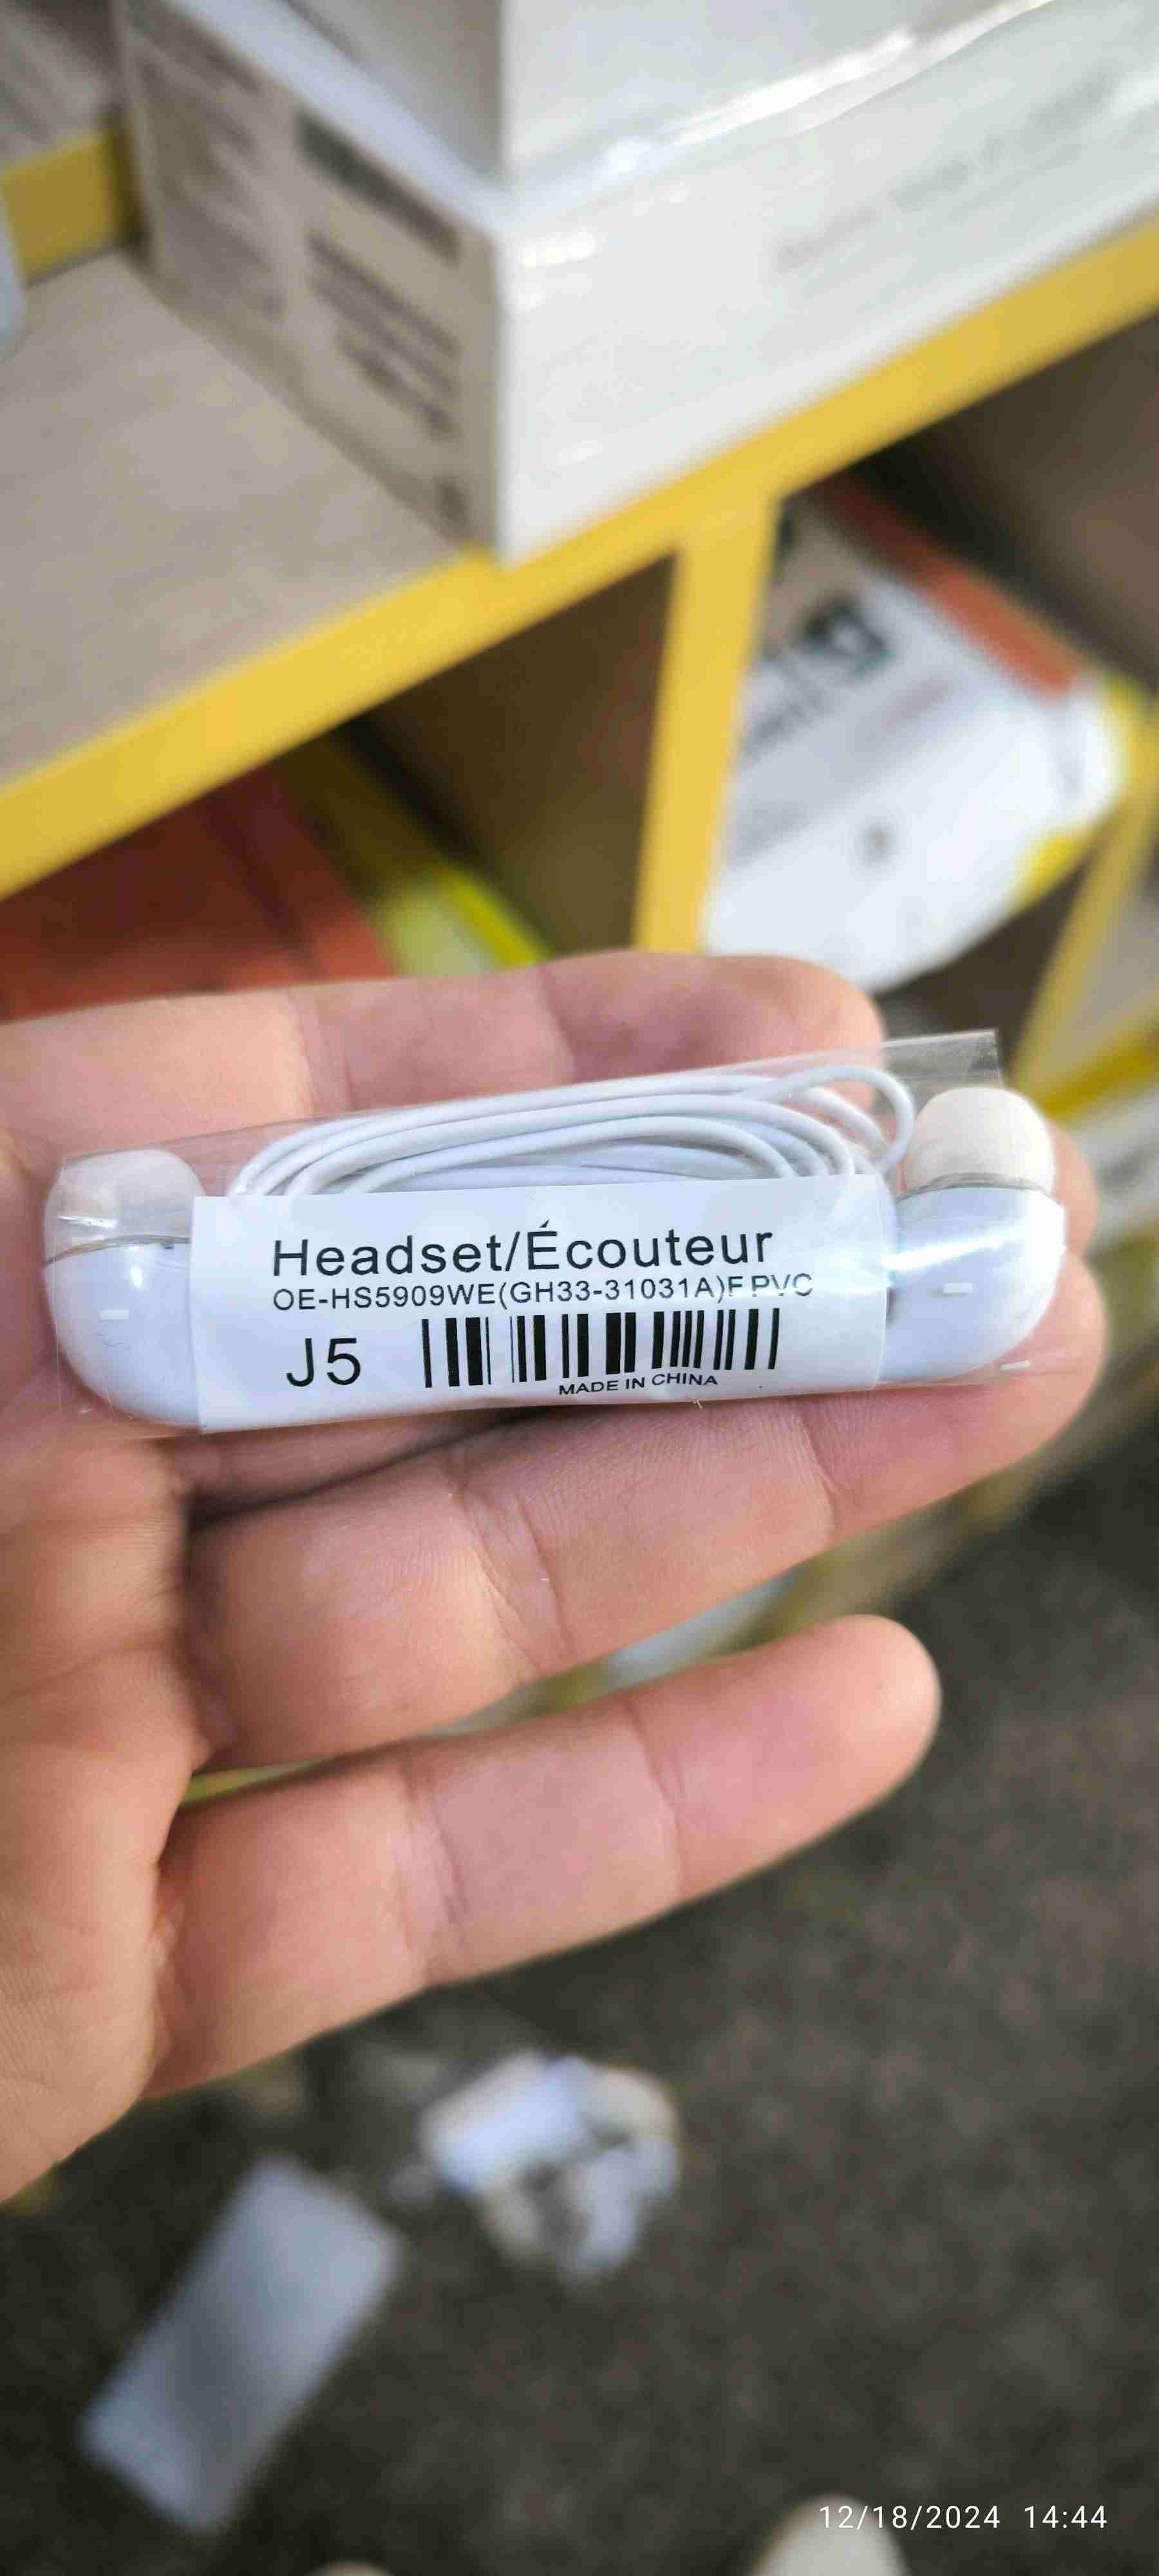 Headset/Écouteur
OE-HS5909WE(GH33-31031A)F PVC
J5
MADE IN CHINA
L
12/18/2024 14:44